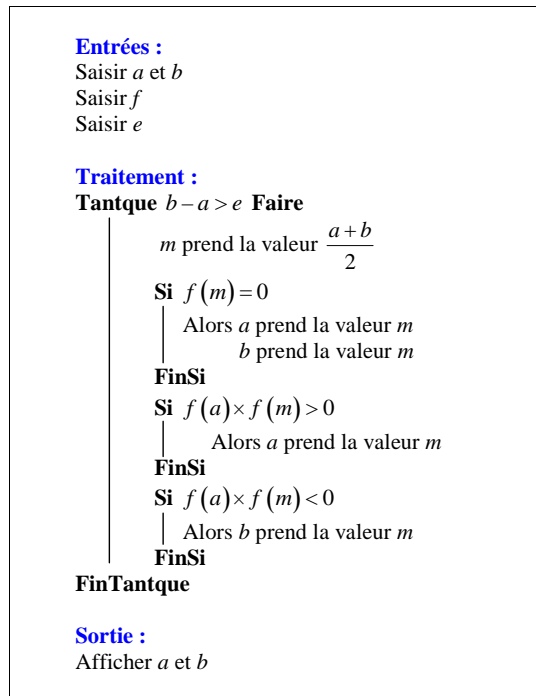 Entrées :
Saisir a et b
Saisir f
Saisir e
Traitement :
Tantque b − a > e Faire
m prend la valeur \frac{a+b}{2}
Si f(m) = 0
Alors a prend la valeur m
b prend la valeur m
FinSi
Si f(a) × f(m) > 0
Alors a prend la valeur m
FinSi
Si f(a) × f(m) < 0
Alors b prend la valeur m
FinSi
FinTantque
Sortie :
Afficher a et b